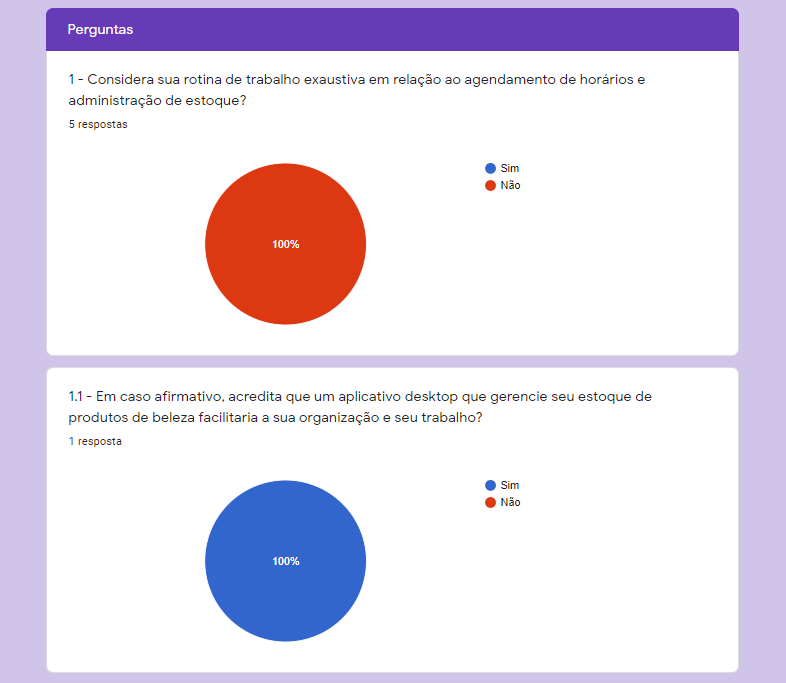 Perguntas
1 - Considera sua rotina de trabalho exaustiva em relação ao agendamento de horários e
administração de estoque?
5 respostas
Sim
Não
100%
1.1 - Em caso afirmativo, acredita que um aplicativo desktop que gerencie seu estoque de
produtos de beleza facilitaria a sua organização e seu trabalho?
1 resposta
Sim
Não
100%